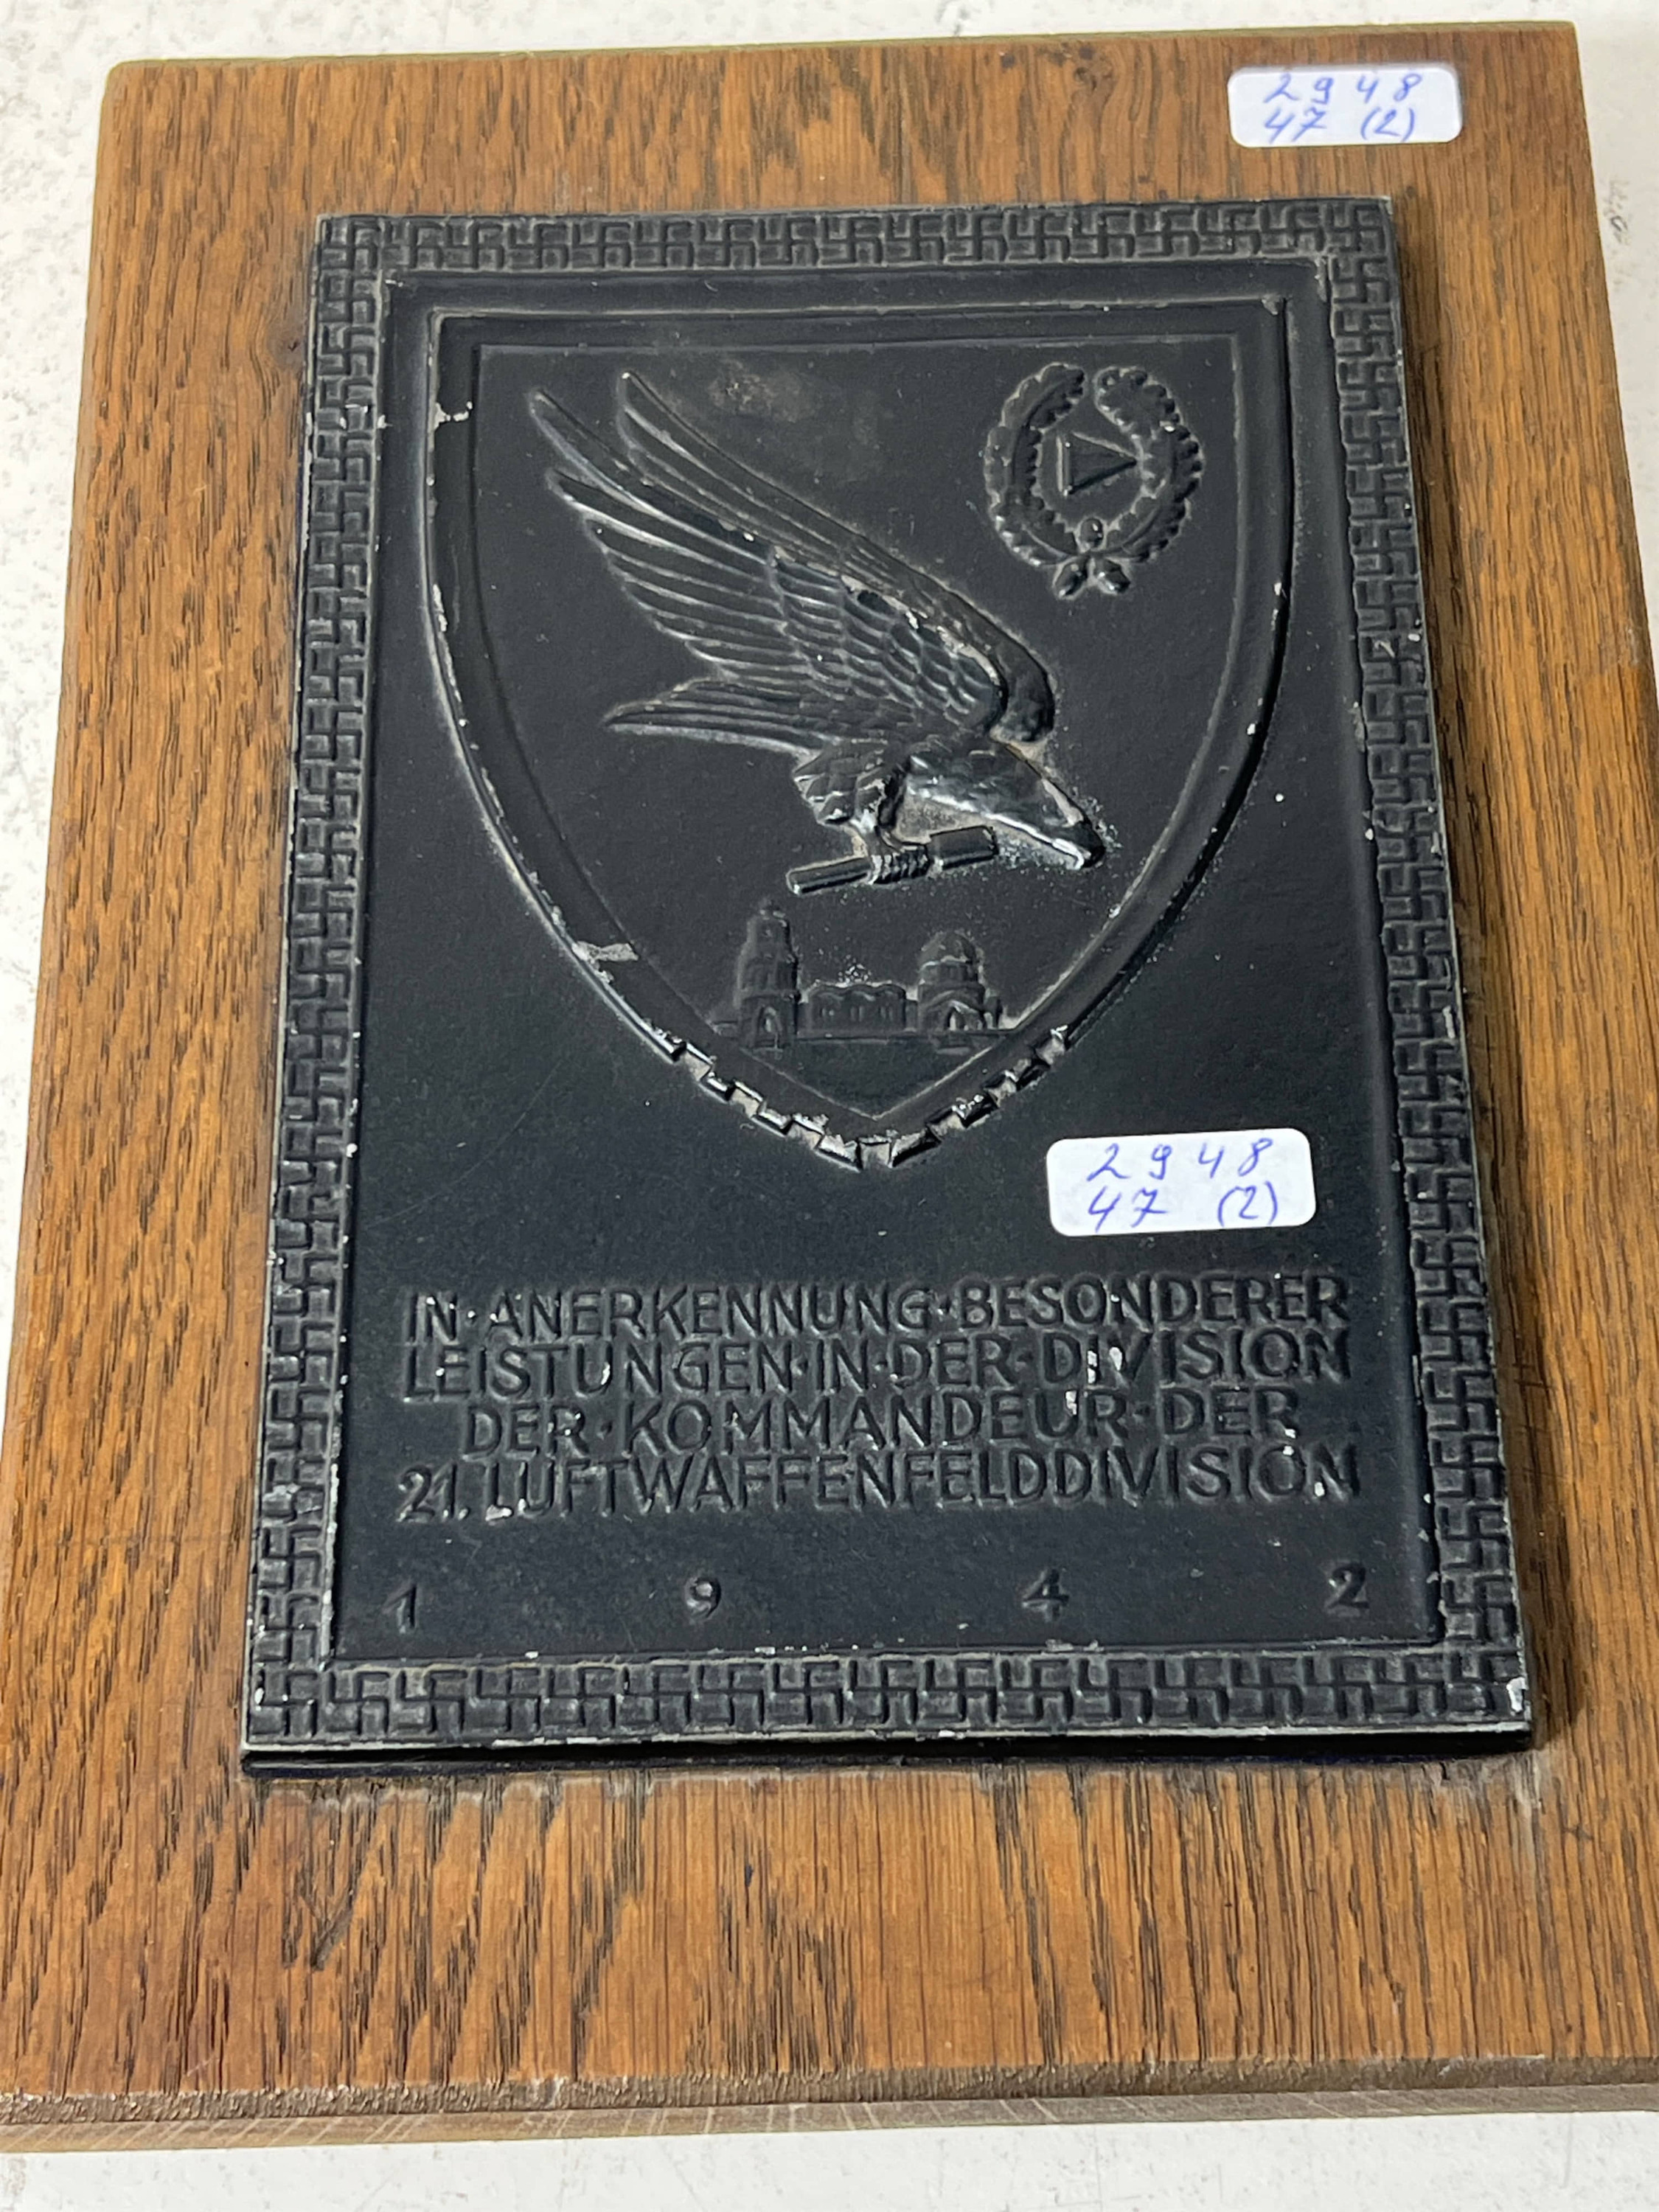 2948
47 (2)
2948
47 (2)
IN·ANERKENNUNG·BESONDERER
LEISTUNGEN·IN·DER·DIVISION
DER·KOMMANDEUR·DER
21. LUFTWAFFENFELDDIVISION
1 9 4 2